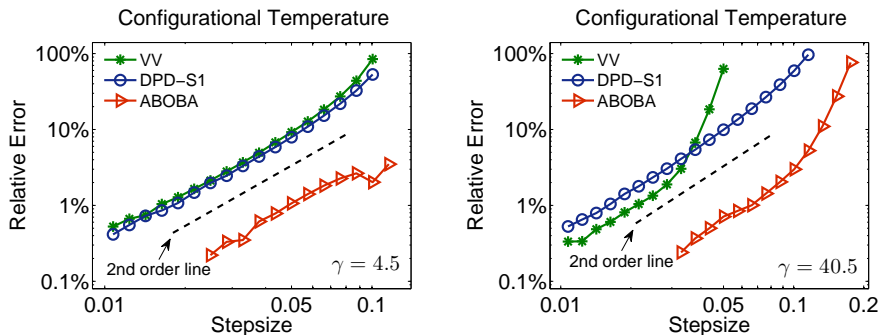 Configurational Temperature
100%
10%
1%
0.1%
Relative Error
VV
DPD-S1
ABOBA
2nd order line
γ = 4.5
0.01
0.05
0.1
Stepsize
Configurational Temperature
100%
10%
1%
0.1%
Relative Error
VV
DPD-S1
ABOBA
2nd order line
γ = 40.5
0.01
0.05
0.1
0.2
Stepsize